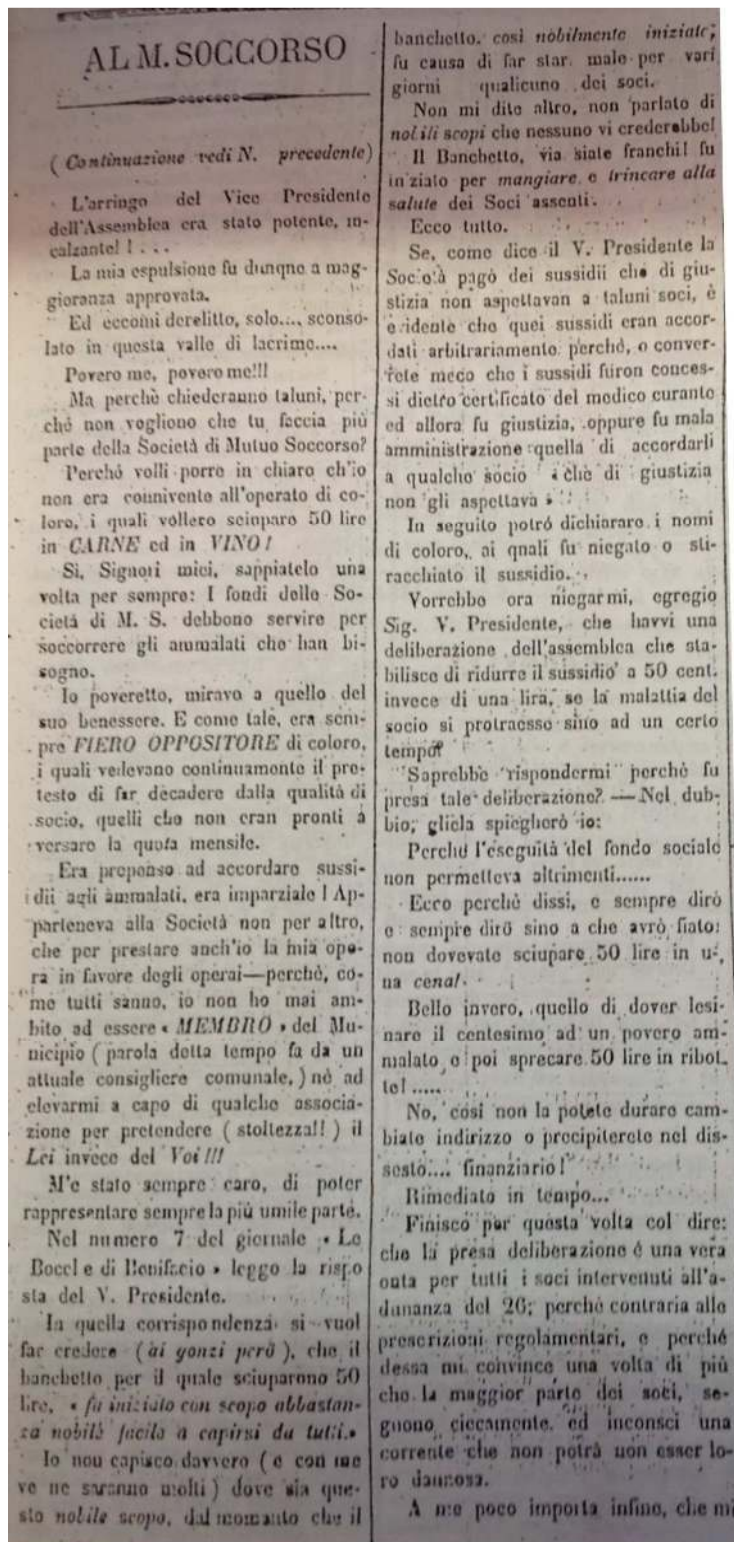 AL M. SOCCORSO
( Continuazione vedi N. precedente)
L'arringo del Vice Presidente
dell'Assemblea era stato potente, in-
calzante! ! . . .
La mia espulsione fu dunqne a mag-
gioranza approvata.
Ed eccomi derelitto, solo...., sconso-
lato in questa valle di lacrime....
Povero me, povero me!!!
Ma perchè chiederanno taluni, per-
chè non vogliono che tu faccia più
parte della Società di Mutuo Soccorso?
Perchè volli porre in chiaro ch'io
non era connivente all'operato di co-
loro, i quali vollero sciupare 50 lire
in CARNE ed in VINO!
Si, Signori miei, sappiatelo una
volta per sempre: I fondi delle So-
cietà di M. S. debbono servire per
soccorrere gli ammalati che han bi-
sogno.
Io poveretto, miravo a quello del
suo benessere. E come tale, era sem-
pre FIERO OPPOSITORE di coloro,
i quali vedevano continuamente il pre-
testo di far decadere dalla qualità di
socio, quelli che non eran pronti a
versare la quota mensile.
Era propenso ad accordare sussi-
dii agli ammalati, era imparziale ! Ap-
parteneva alla Società non per altro,
che per prestare anch'io la mia ope-
ra in favore degli operai—perchè, co-
me tutti sanno, io non ho mai am-
bito ad essere « MEMBRO » del Mu-
nicipio ( parola detta tempo fa da un
attuale consigliere comunale, ) nè ad
elevarmi a capo di qualche associa-
zione per pretendere ( stoltezza!! ) il
Lei invece del Voi!!!
M'è stato sempre caro, di poter
rappresentare sempre la più umile parte.
Nel numero 7 del giornale « Le
Bocche di Bonifacio » leggo la rispo
sta del V. Presidente.
In quella corrispondenza si vuol
far credere (ai gonzi però), che il
banchetto per il quale sciuparono 50
lire, « fu iniziato con scopo abbastan-
za nobile facile a capirsi da tutti.»
Io nou capisco davvero ( e con me
ve ne saranno molti ) dove sia que-
sto nobile scopo, dal momanto che il
banchetto. così nobilmente iniziate,
fu causa di far star male per vari
giorni qualicuno dei soci.
Non mi dite altro, non parlate di
nobili scopi che nessuno vi crederebbe!
Il Banchetto, via siate franchi! fu
in ziato per mangiare e trincare alla
salute dei Soci assenti.
Ecco tutto.
Se, come dice il V. Presidente la
Soc età pagò dei sussidii che di giu-
stizia non aspettavan a taluni soci, è
e idente che quei sussidi eran accor-
dati arbitrariamente perchè, o conver-
rete meco che i sussidi furon conces-
si dietro certificato del medico curante
ed allora fu giustizia, oppure fu mala
amministrazione quella di accordarli
a qualche socio « che di giustizia
non gli aspettava »!!
In seguito potrò dichiarare i nomi
di coloro, ai qnali fu niegato o sti-
racchiato il sussidio.
Vorrebbe ora niegarmi, egregio
Sig. V. Presidente, che havvi una
deliberazione dell'assemblea che sta-
bilisce di ridurre il sussidio a 50 cent.
invece di una lira, se la malattia del
socio si protraesse sino ad un certo
tempo?
Saprebbe rispondermi perchè fu
presa tale deliberazione? — Nel dub-
bio, gliela spiegherò io:
Perchè l'eseguità del fondo sociale
non permetteva altrimenti......
Ecco perchè dissi, e sempre dirò
e sempre dirò sino a che avrò fiato:
non dovevate sciupare 50 lire in u-
na cena!
Bello invero, quello di dover lesi-
nare il centesimo ad un povero am-
malato e poi sprecare 50 lire in ribot
te! .....
No, così non la potete durare cam
biate indirizzo o precipiterete nel dis-
sesto.... finanziario!
Rimediate in tempo...
Finisco per questa volta col dire:
che la presa deliberazione è una vera
onta per tutti i soci intervenuti all'a-
dunanza del 26; perchè contraria alle
prescrizioni regolamentari, e perchè
dessa mi convince una volta di più
che la maggior parte dei soci, se-
guono ciecamente ed inconsci una
corrente che non potrà uon esser lo-
ro dannosa.
A me poco importa infine, che mi